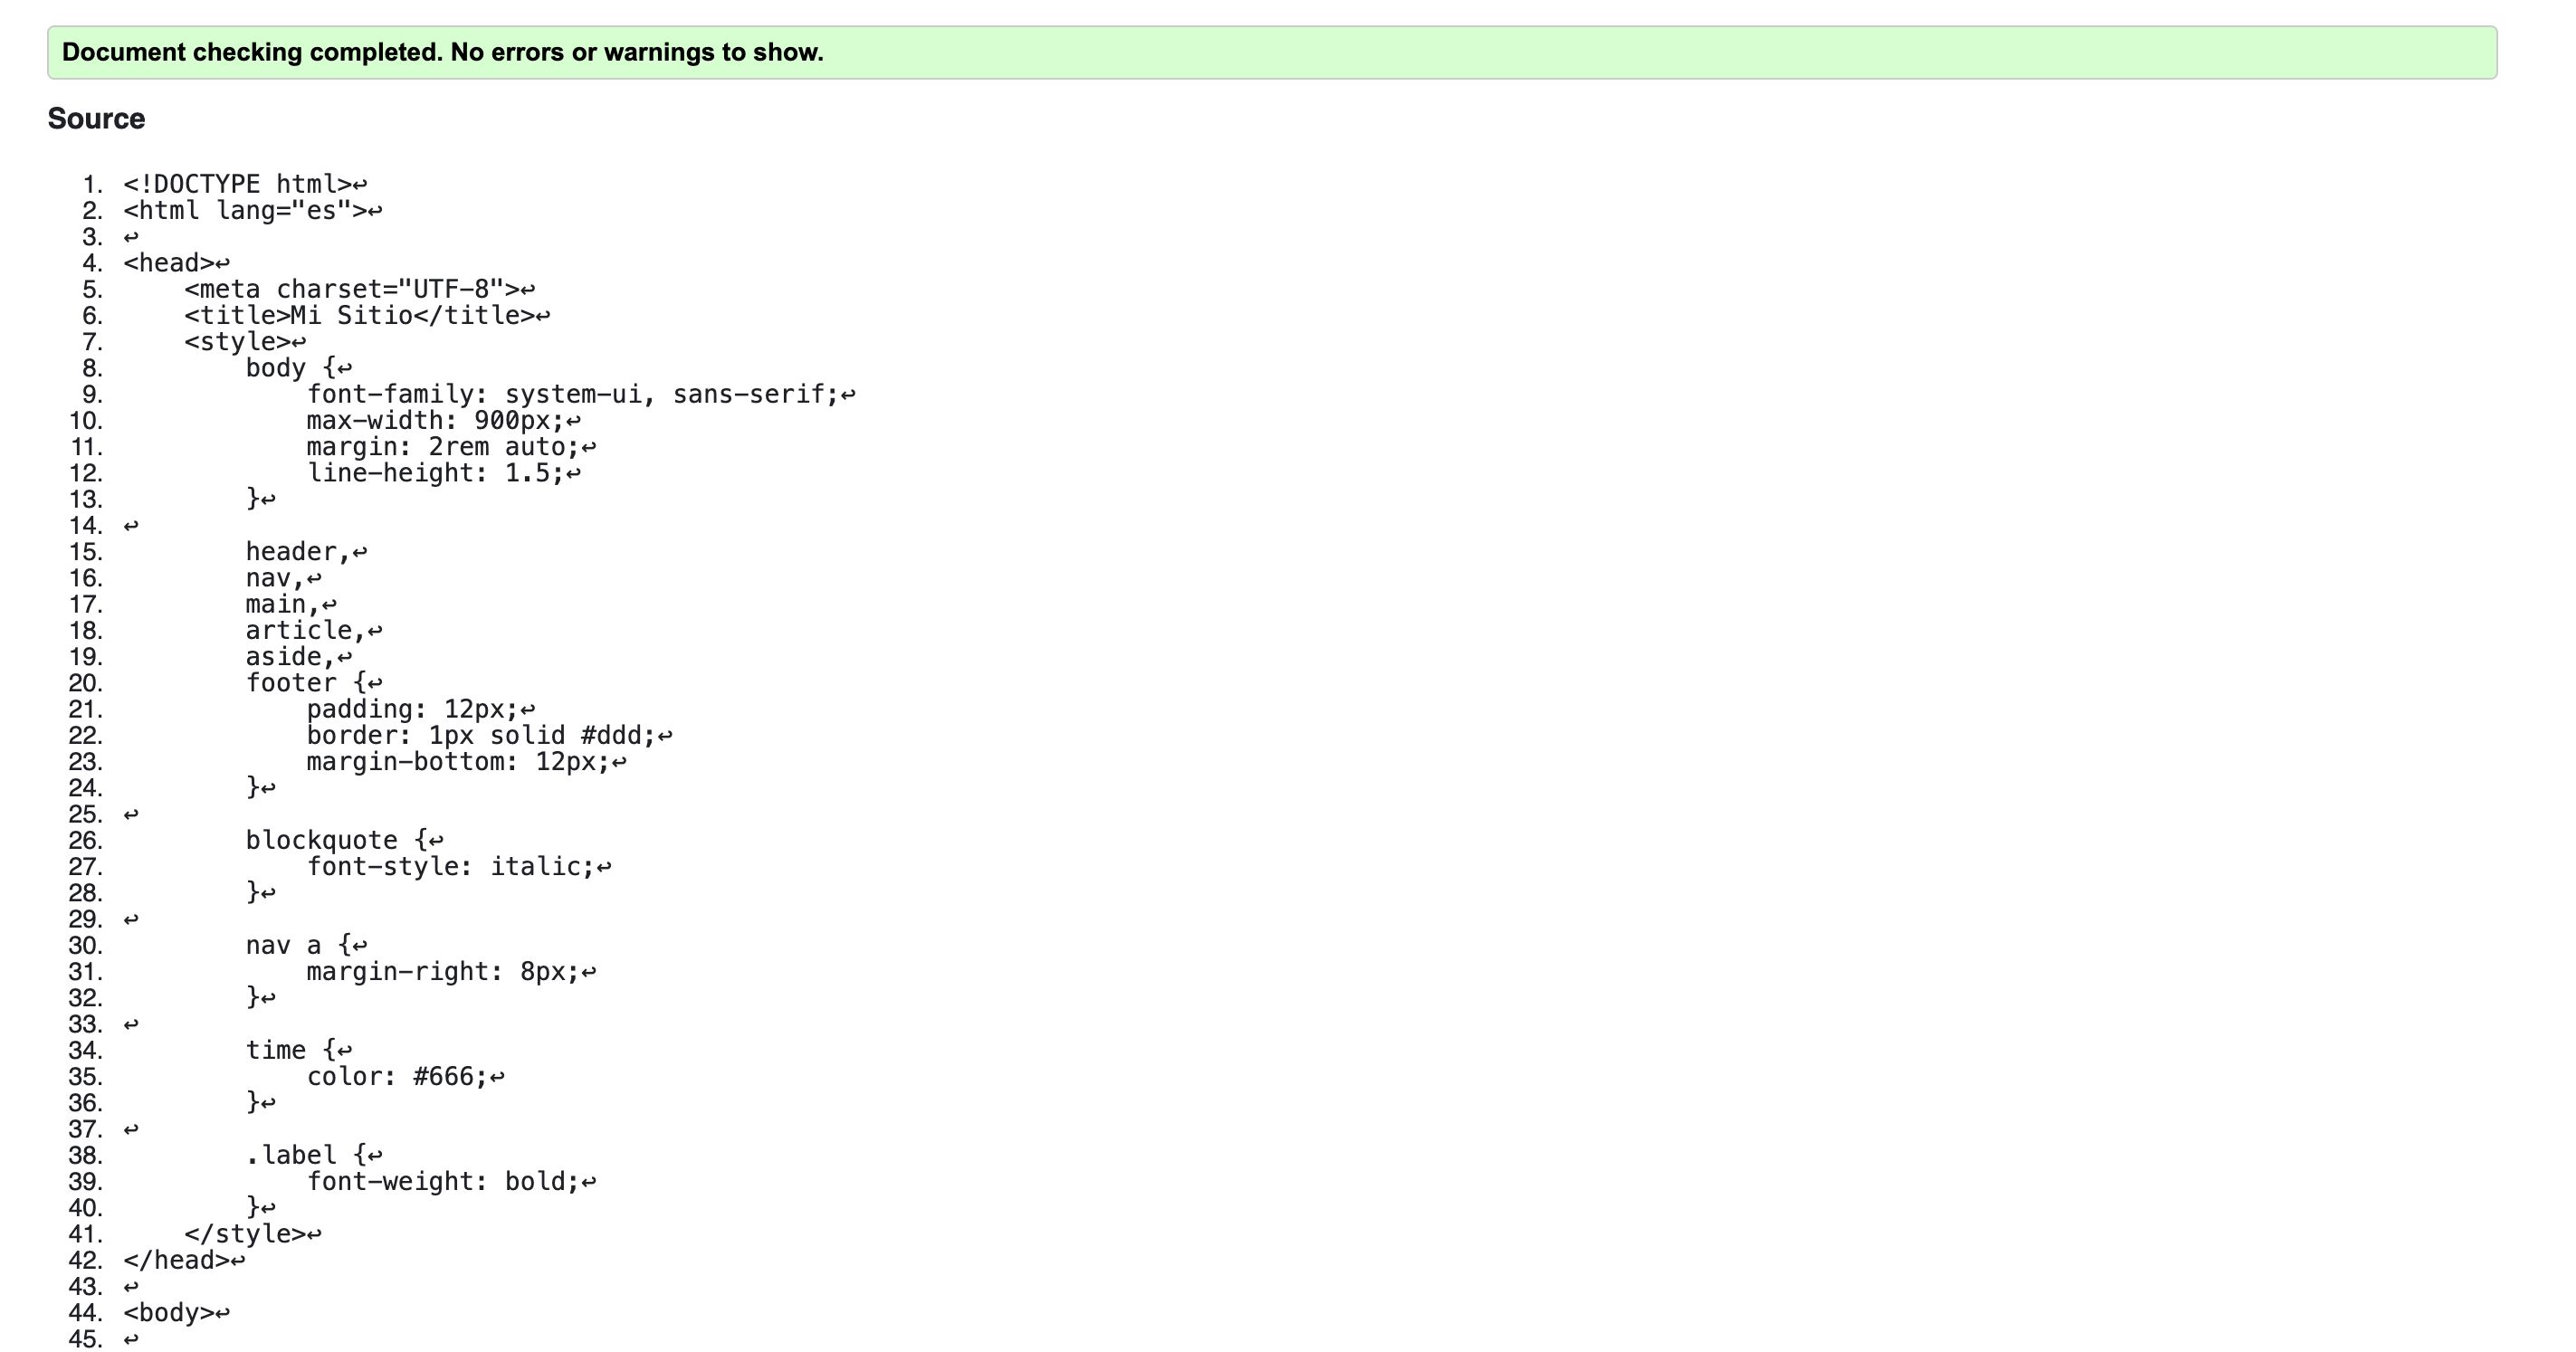 Document checking completed. No errors or warnings to show.
Source
1. <!DOCTYPE html>↩
2. <html lang="es">↩
3. ↩
4. <head>↩
5.     <meta charset="UTF-8">↩
6.     <title>Mi Sitio</title>↩
7.     <style>↩
8.         body {↩
9.             font-family: system-ui, sans-serif;↩
10.             max-width: 900px;↩
11.             margin: 2rem auto;↩
12.             line-height: 1.5;↩
13.         }↩
14. ↩
15.         header,↩
16.         nav,↩
17.         main,↩
18.         article,↩
19.         aside,↩
20.         footer {↩
21.             padding: 12px;↩
22.             border: 1px solid #ddd;↩
23.             margin-bottom: 12px;↩
24.         }↩
25. ↩
26.         blockquote {↩
27.             font-style: italic;↩
28.         }↩
29. ↩
30.         nav a {↩
31.             margin-right: 8px;↩
32.         }↩
33. ↩
34.         time {↩
35.             color: #666;↩
36.         }↩
37. ↩
38.         .label {↩
39.             font-weight: bold;↩
40.         }↩
41.     </style>↩
42. </head>↩
43. ↩
44. <body>↩
45. ↩